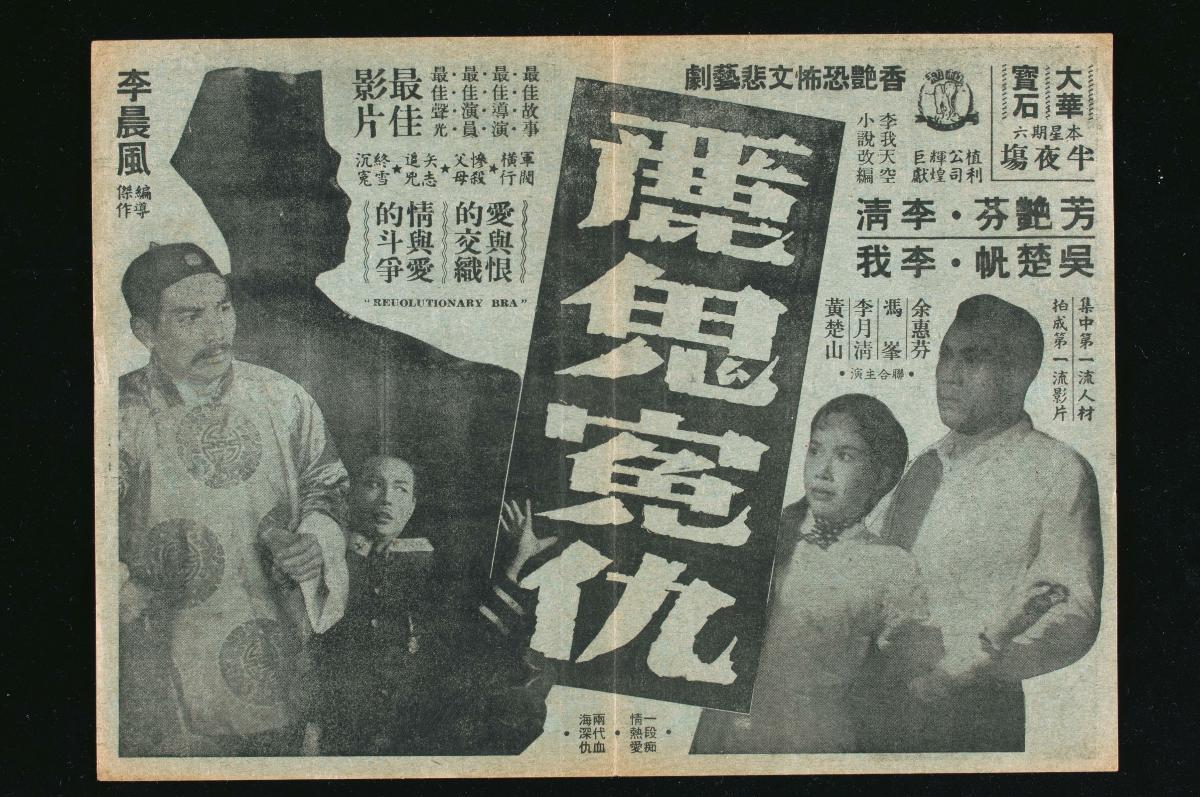 大華
寶石
本星期六
半夜塲
植利
公司
輝煌
巨獻
香艷恐怖文悲藝劇
李我天空
小說改編
芳艷芬・李清
吳楚帆・李我
集中第一流人材
拍成第一流影片
余惠芬
馮峯
李月清
黃楚山
・聯合主演・
麗鬼冤仇
最佳故事
最佳導演
最佳演員
最佳聲光
最佳
影片
軍閥
橫行
★
慘殺
父母
★
矢志
追兇
★
終雪
沉冤
愛與恨
的交織
情與愛
的斗爭
"REUOLUTIONARY BRA"
李晨風
編導
傑作
一段痴
情熱愛
兩代血
海深仇